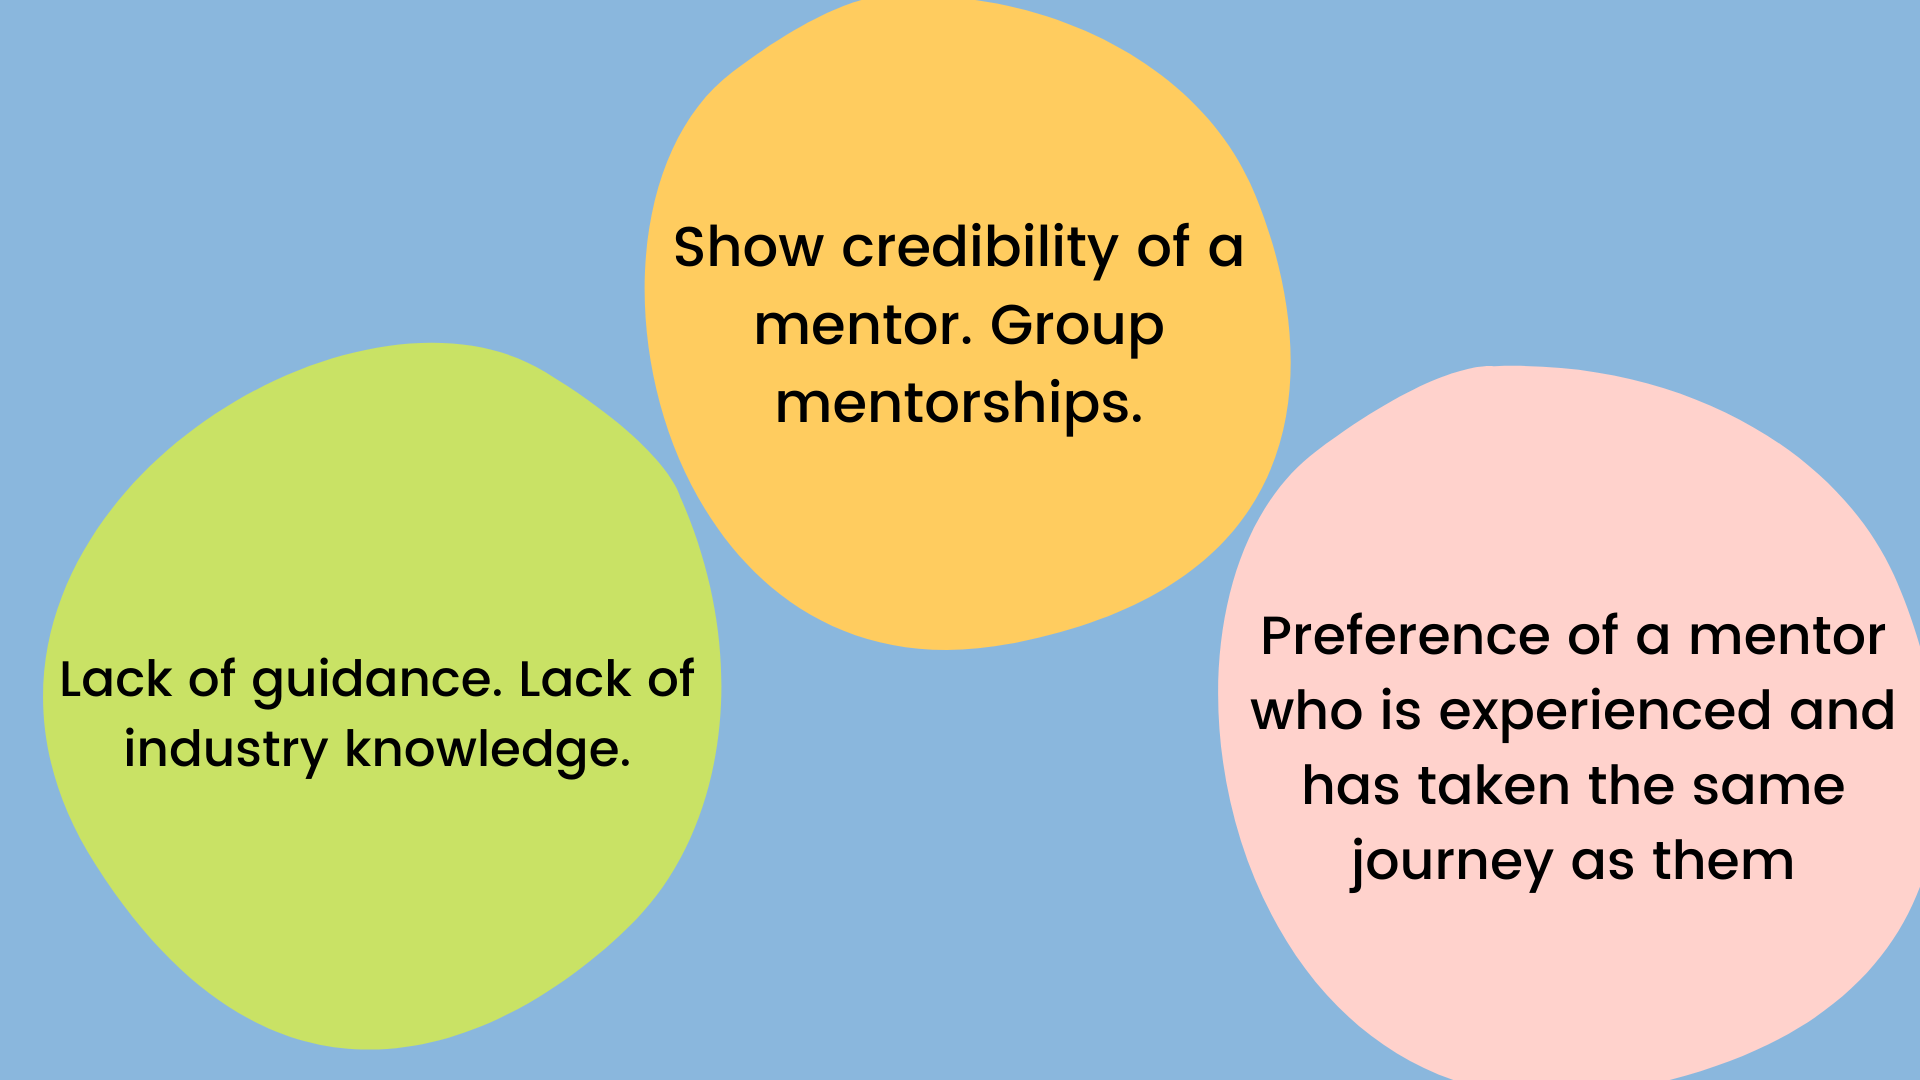 Show credibility of a
mentor. Group
mentorships.
Lack of guidance. Lack of
industry knowledge.
Preference of a mentor
who is experienced and
has taken the same
journey as them